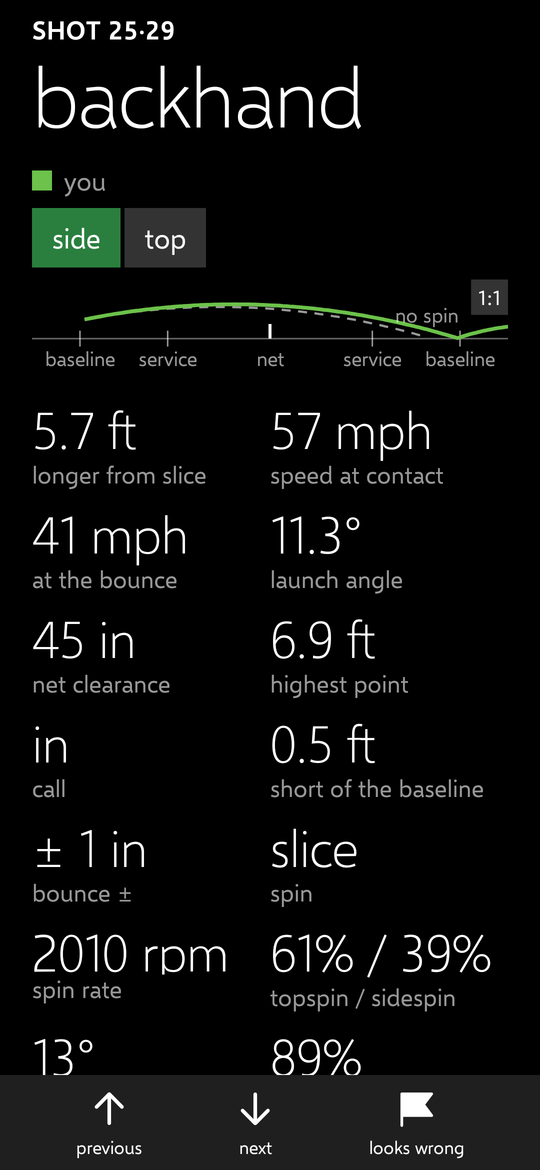 SHOT 25·29
backhand
you
side top
1:1
no spin
baseline service net service baseline
5.7 ft 57 mph
longer from slice speed at contact
41 mph 11.3°
at the bounce launch angle
45 in 6.9 ft
net clearance highest point
in 0.5 ft
call short of the baseline
± 1 in slice
bounce ± spin
2010 rpm 61% / 39%
spin rate topspin / sidespin
13° 89%
previous next looks wrong